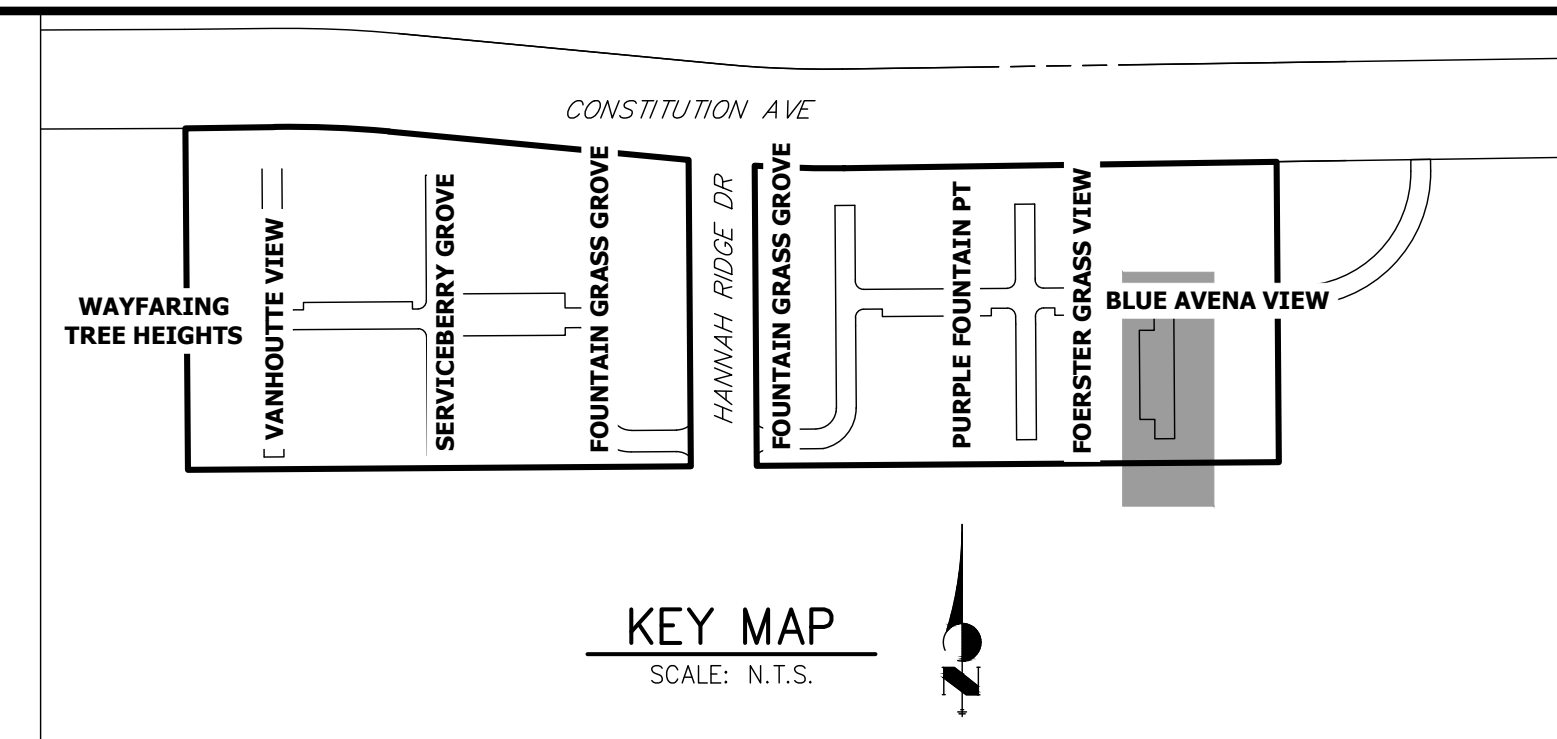 CONSTITUTION AVE
WAYFARING
TREE HEIGHTS
VANHOUTTE VIEW
SERVICEBERRY GROVE
FOUNTAIN GRASS GROVE
HANNAH RIDGE DR
FOUNTAIN GRASS GROVE
PURPLE FOUNTAIN PT
FOERSTER GRASS VIEW
BLUE AVENA VIEW
KEY MAP
SCALE: N.T.S.
N